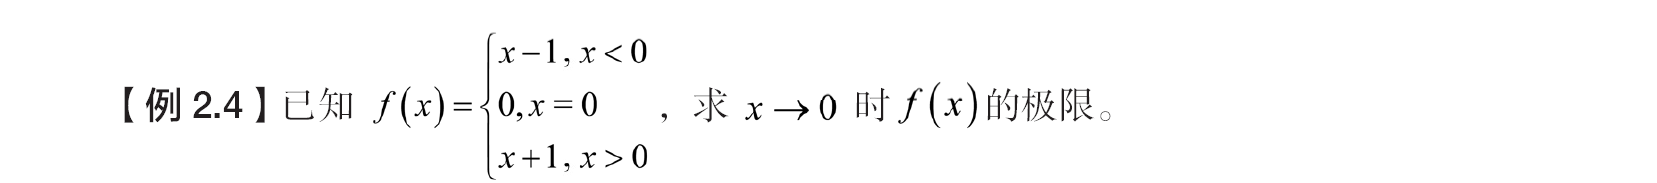 【例 2.4】已知 f(x)={x−1, x<0
0, x=0
x+1, x>0 ，求 x→0 时 f(x)的极限。